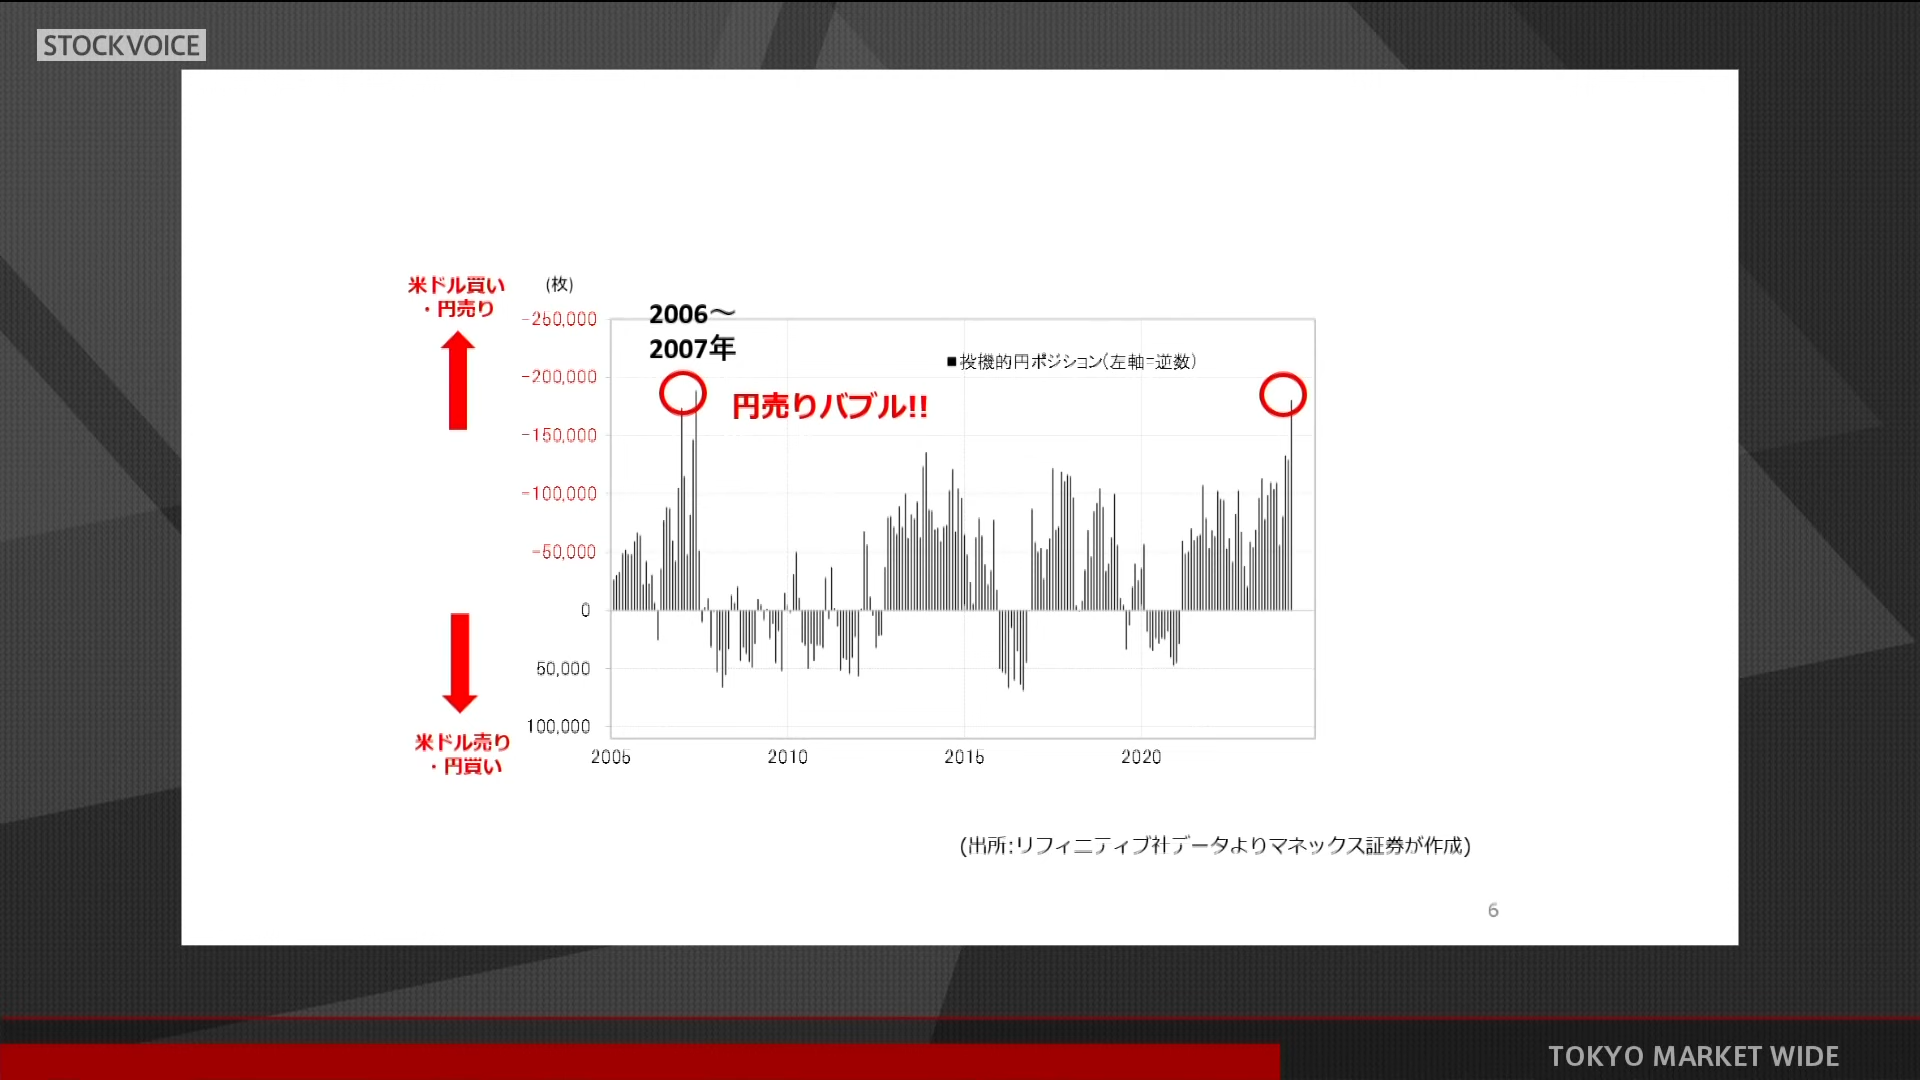 STOCKVOICE
米ドル買い
・円売り
(枚)
2006～
2007年
-250,000
-200,000
-150,000
-100,000
-50,000
0
50,000
100,000
■投機的円ポジション(左軸=逆数)
円売りバブル!!
米ドル売り
・円買い
2005 2010 2015 2020
(出所:リフィニティブ社データよりマネックス証券が作成)
6
TOKYO MARKET WIDE